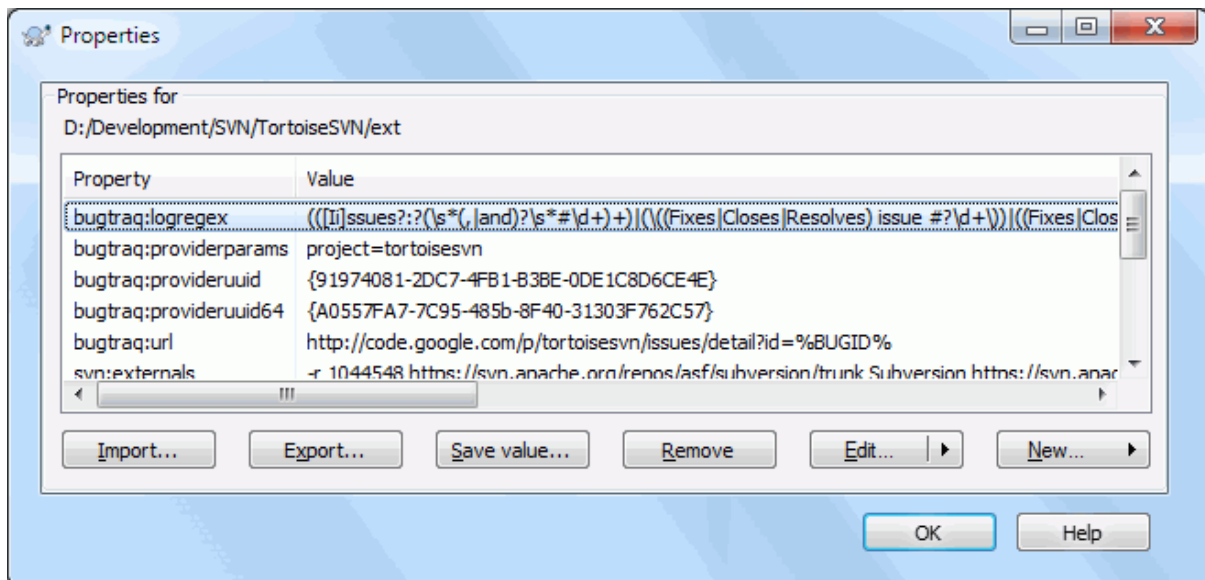 Properties
Properties for
D:/Development/SVN/TortoiseSVN/ext
Property Value
bugtraq:logregex (([Ii]ssues?:?(\s*(,|and)?\s*#\d+)+)|(\((Fixes|Closes|Resolves) issue #?\d+\))|((Fixes|Clos
bugtraq:providerparams project=tortoisesvn
bugtraq:provideruuid {91974081-2DC7-4FB1-B3BE-0DE1C8D6CE4E}
bugtraq:provideruuid64 {A0557FA7-7C95-485b-8F40-31303F762C57}
bugtraq:url http://code.google.com/p/tortoisesvn/issues/detail?id=%BUGID%
svn:externals -r 1044548 https://svn.apache.org/repos/asf/subversion/trunk Subversion https://svn.apac
Import... Export... Save value... Remove Edit... New...
OK Help